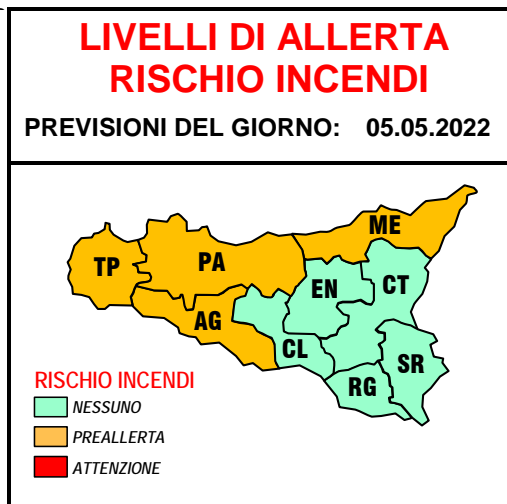 LIVELLI DI ALLERTA
RISCHIO INCENDI
PREVISIONI DEL GIORNO: 05.05.2022
ME
TP
PA
EN
CT
AG
CL
SR
RG
RISCHIO INCENDI
NESSUNO
PREALLERTA
ATTENZIONE